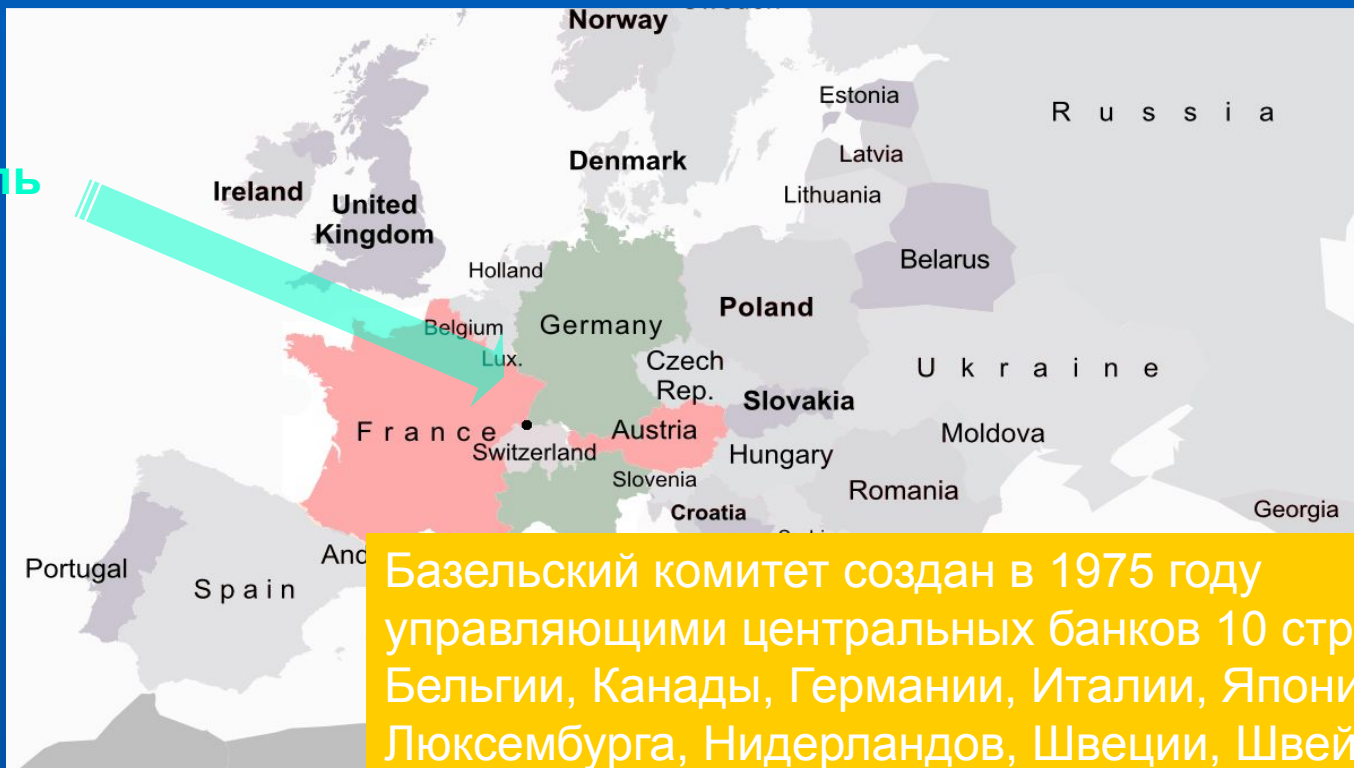 Norway
Estonia
Russia
Latvia
Denmark
ль
Lithuania
Ireland
United
Kingdom
Belarus
Holland
Poland
Belgium
Germany
Lux.
Czech
Rep.
Ukraine
Slovakia
France
Austria
Moldova
Switzerland
Hungary
Slovenia
Romania
Croatia
Georgia
Portugal
And
Spain
Базельский комитет создан в 1975 году
управляющими центральных банков 10 стр
Бельгии, Канады, Германии, Италии, Япони
Люксембурга, Нидерландов, Швеции, Швей